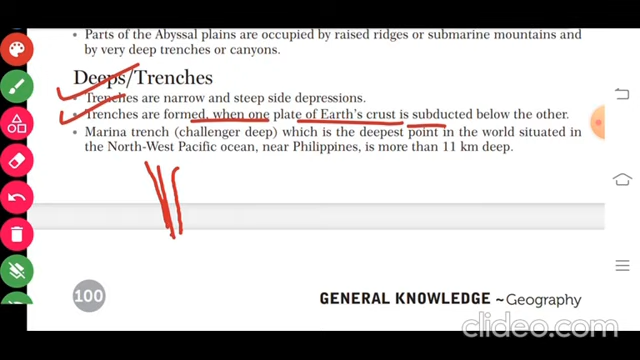 • Parts of the Abyssal plains are occupied by raised ridges or submarine mountains and
by very deep trenches or canyons.
Deeps/Trenches
• Trenches are narrow and steep side depressions.
• Trenches are formed, when one plate of Earth's crust is subducted below the other.
• Marina trench (challenger deep) which is the deepest point in the world situated in
the North-West Pacific ocean, near Philippines, is more than 11 km deep.
100
GENERAL KNOWLEDGE ~Geography
clideo.com